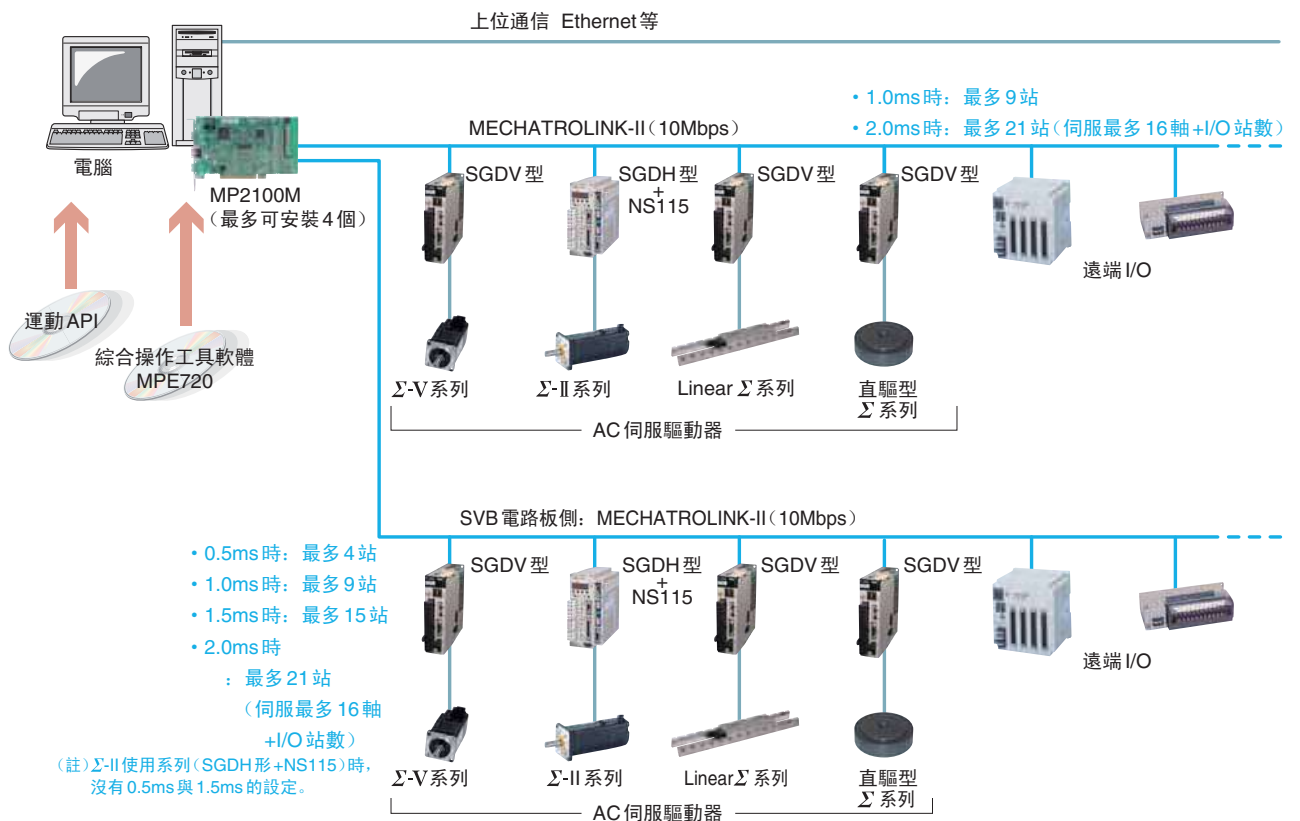 上位通信 Ethernet等
・1.0ms時：最多9站
・2.0ms時：最多21站（伺服最多16軸+I/O站數）
MECHATROLINK-II（10Mbps）
電腦
MP2100M
（最多可安裝4個）
SGDV型
SGDH型
+
NS115
SGDV型
SGDV型
遠端I/O
運動API
綜合操作工具軟體
MPE720
Σ-V系列
Σ-II系列
Linear Σ系列
直驅型
Σ系列
AC伺服驅動器
SVB電路板側：MECHATROLINK-II（10Mbps）
・0.5ms時：最多4站
・1.0ms時：最多9站
・1.5ms時：最多15站
・2.0ms時
：最多21站
（伺服最多16軸
+I/O站數）
（註）Σ-II使用系列（SGDH形+NS115）時，
沒有0.5ms與1.5ms的設定。
SGDV型
SGDH型
+
NS115
SGDV型
SGDV型
遠端I/O
Σ-V系列
Σ-II系列
LinearΣ系列
直驅型
Σ系列
AC伺服驅動器